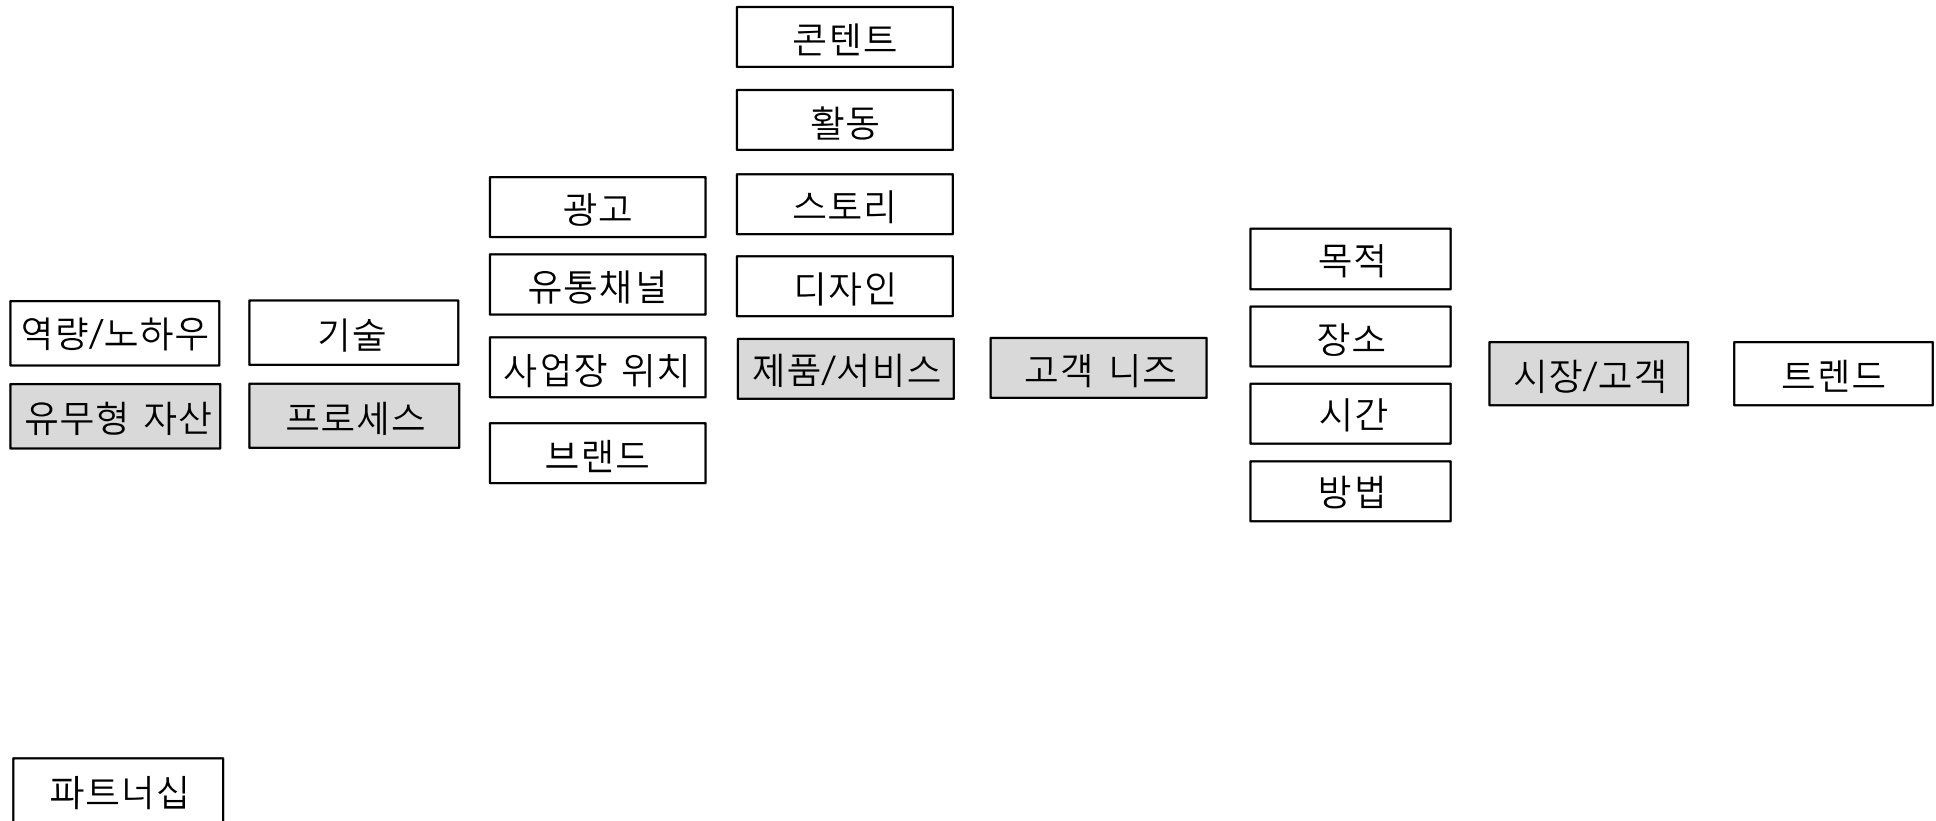 콘텐트
활동
스토리
디자인
제품/서비스
광고
유통채널
사업장 위치
브랜드
역량/노하우
유무형 자산
기술
프로세스
고객 니즈
목적
장소
시간
방법
시장/고객
트렌드
파트너십